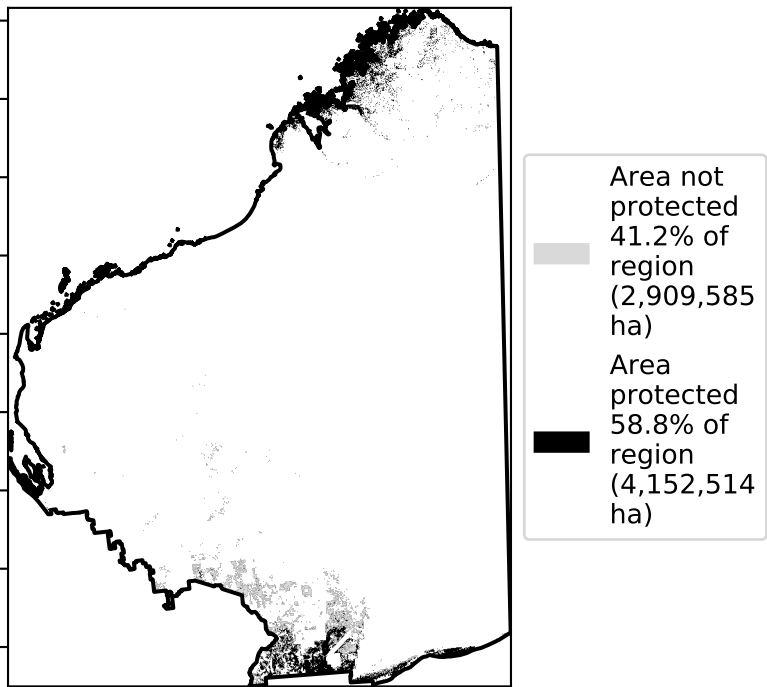 Area not
protected
41.2% of
region
(2,909,585
ha)
Area
protected
58.8% of
region
(4,152,514
ha)